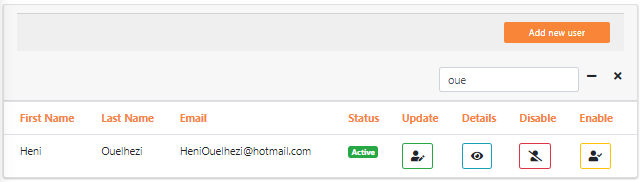 Add new user
oue
First Name Last Name Email Status Update Details Disable Enable
Heni Ouelhezi HeniOuelhezi@hotmail.com Active